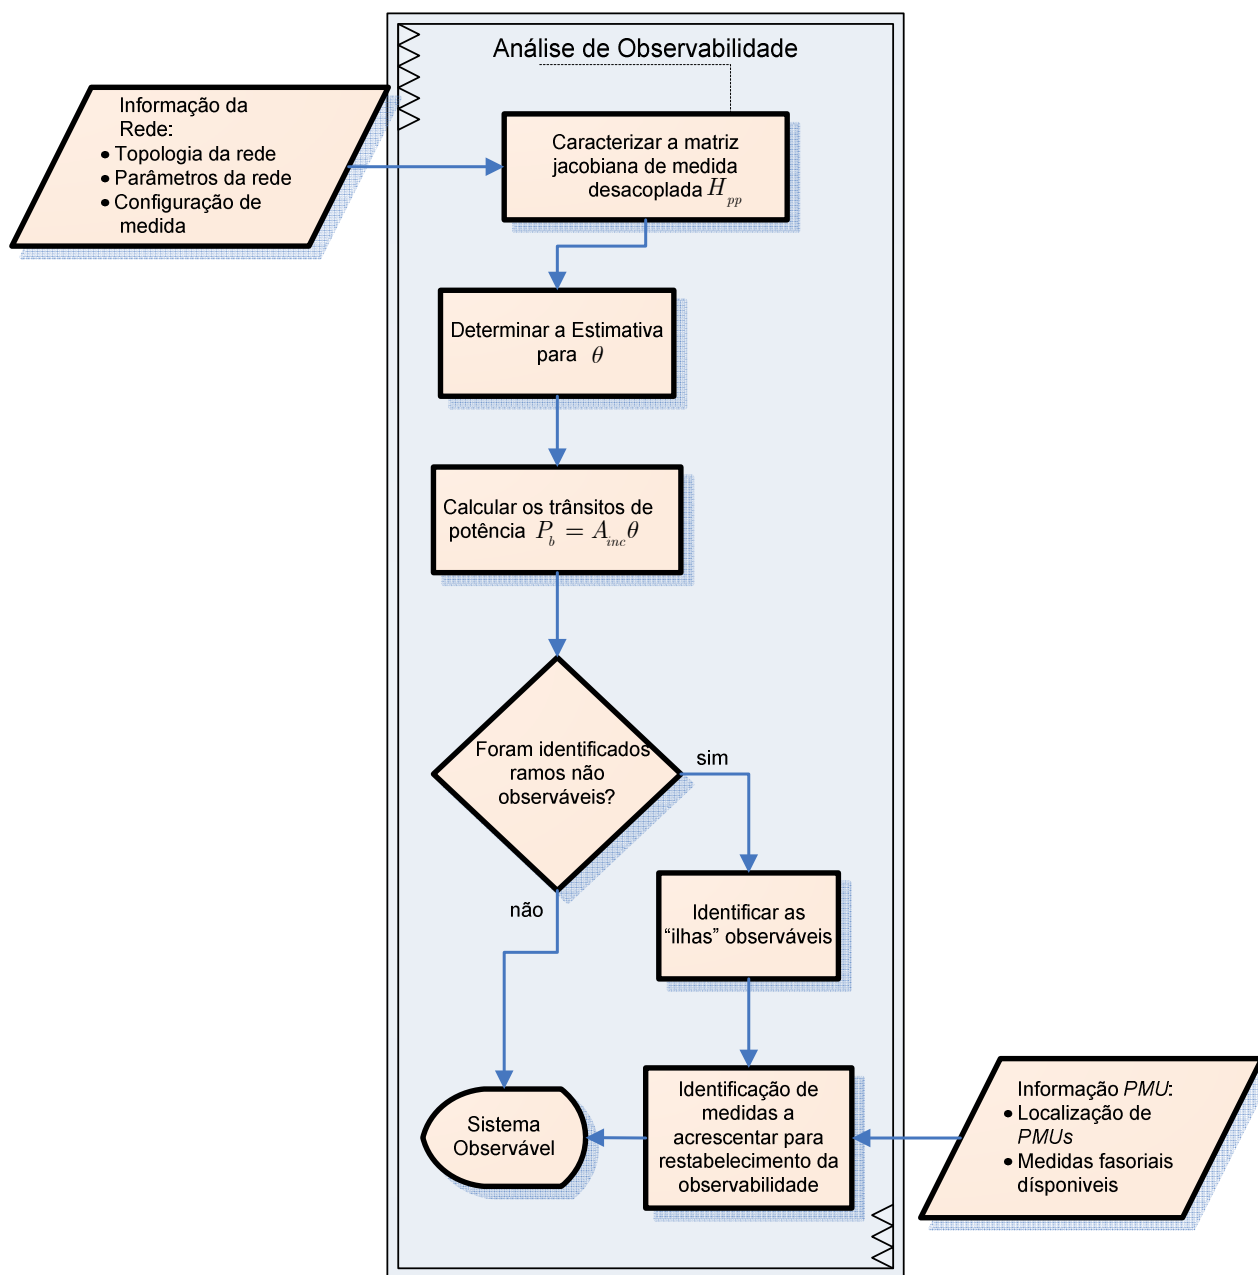 Análise de Observabilidade
Informação da
Rede:
• Topologia da rede
• Parâmetros da rede
• Configuração de
medida
Caracterizar a matriz
jacobiana de medida
desacoplada H_pp
Determinar a Estimativa
para θ
Calcular os trânsitos de
potência P_b = A_inc θ
Foram identificados
ramos não
observáveis?
sim
não
Identificar as
“ilhas” observáveis
Identificação de
medidas a
acrescentar para
restabelecimento da
observabilidade
Sistema
Observável
Informação PMU:
• Localização de
PMUs
• Medidas fasoriais
dísponiveis